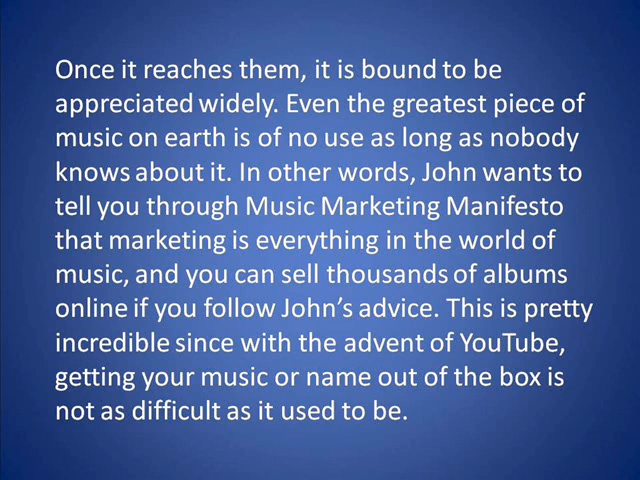 Once it reaches them, it is bound to be
appreciated widely. Even the greatest piece of
music on earth is of no use as long as nobody
knows about it. In other words, John wants to
tell you through Music Marketing Manifesto
that marketing is everything in the world of
music, and you can sell thousands of albums
online if you follow John’s advice. This is pretty
incredible since with the advent of YouTube,
getting your music or name out of the box is
not as difficult as it used to be.